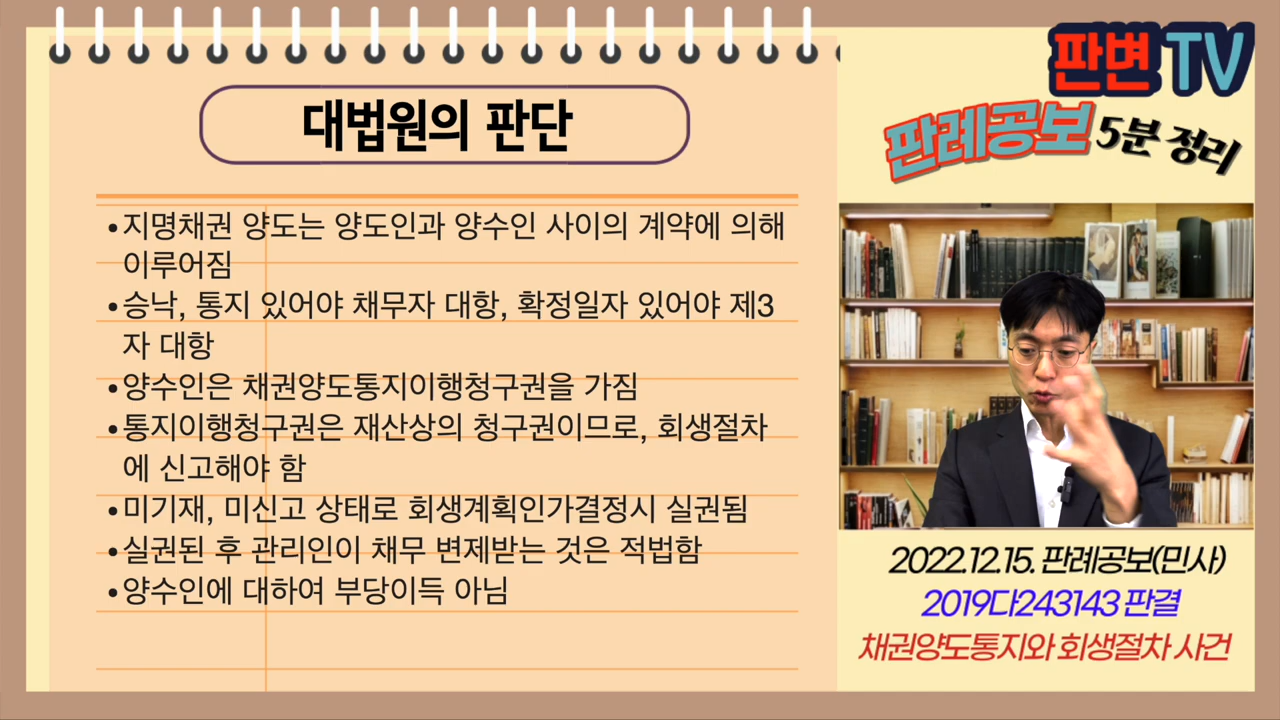 대법원의 판단
•지명채권 양도는 양도인과 양수인 사이의 계약에 의해
이루어짐
•승낙, 통지 있어야 채무자 대항, 확정일자 있어야 제3
자 대항
•양수인은 채권양도통지이행청구권을 가짐
•통지이행청구권은 재산상의 청구권이므로, 회생절차
에 신고해야 함
•미기재, 미신고 상태로 회생계획인가결정시 실권됨
•실권된 후 관리인이 채무 변제받는 것은 적법함
•양수인에 대하여 부당이득 아님
판변 TV
판례공보 5분 정리
2022.12.15. 판례공보(민사)
2019다243143 판결
채권양도통지와 회생절차 사건